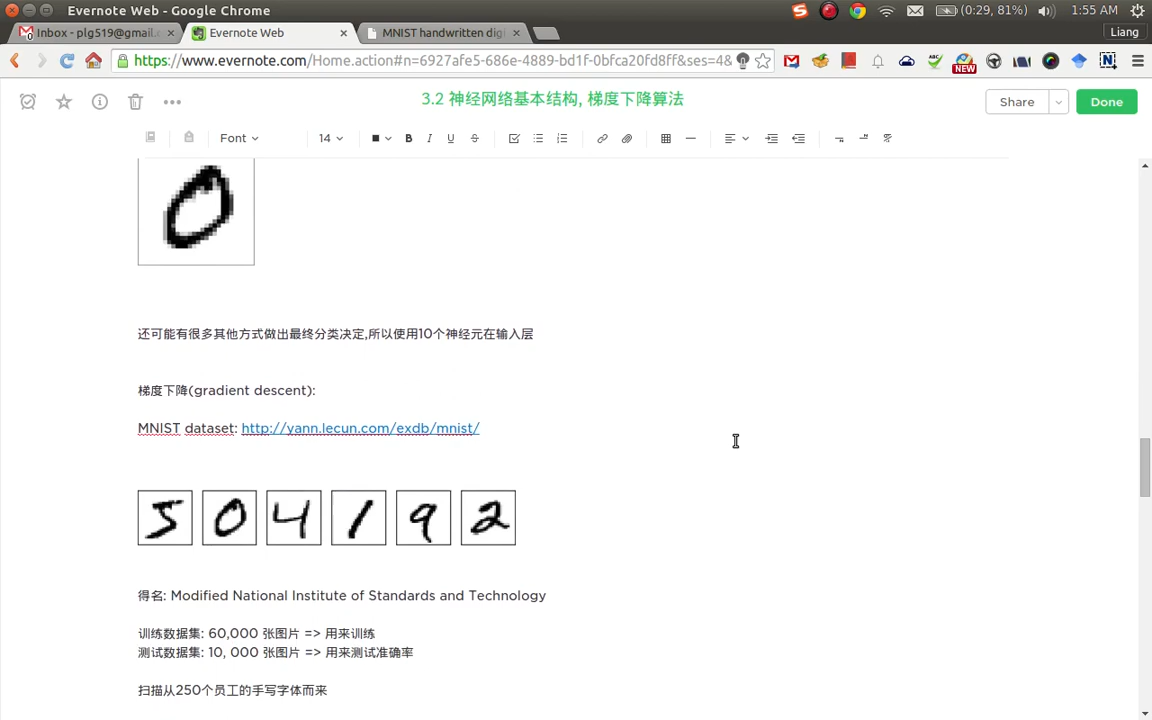 Evernote Web - Google Chrome
(0:29, 81%)
1:55 AM
Inbox - plg519@gmail.c
Evernote Web
MNIST handwritten digi
Liang
https://www.evernote.com/Home.action#n=6927afe5-686e-4889-bd1f-0bfca20fd8ff&ses=4&
NEW
3.2 神经网络基本结构, 梯度下降算法
Share
Done
Font
14
B I U S
0
还可能有很多其他方式做出最终分类决定,所以使用10个神经元在输入层
梯度下降(gradient descent):
MNIST dataset: http://yann.lecun.com/exdb/mnist/
5 0 4 1 9 2
得名: Modified National Institute of Standards and Technology
训练数据集: 60,000 张图片 => 用来训练
测试数据集: 10, 000 张图片 => 用来测试准确率
扫描从250个员工的手写字体而来